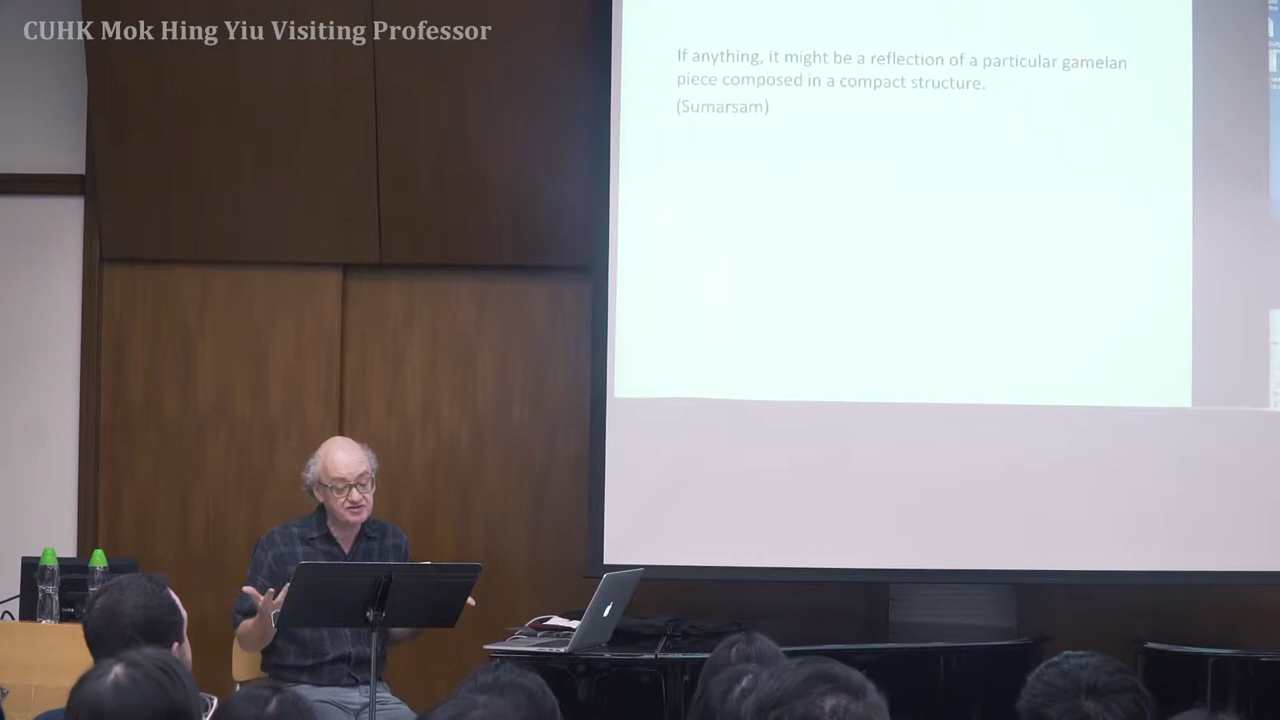 CUHK Mok Hing Yiu Visiting Professor
If anything, it might be a reflection of a particular gamelan
piece composed in a compact structure.
(Sumarsam)